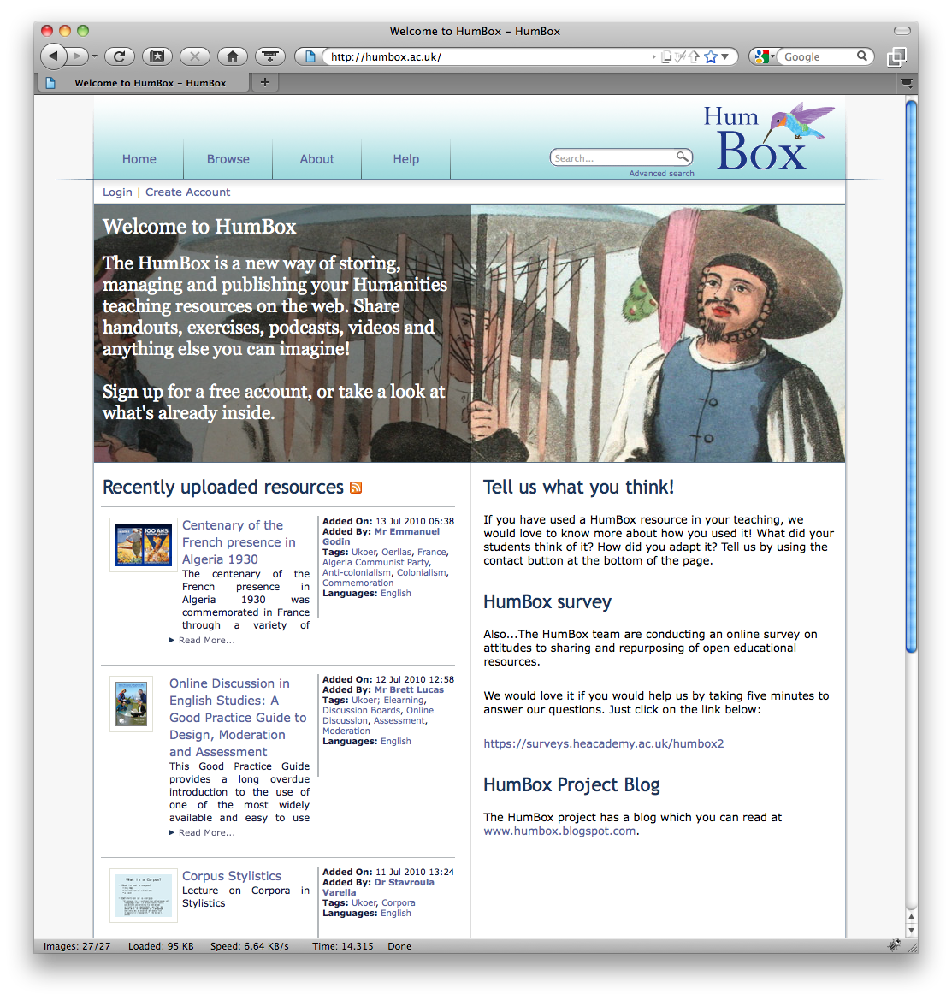 Welcome to HumBox – HumBox
http://humbox.ac.uk/
Google
Welcome to HumBox – HumBox
Hum
Box
Home
Browse
About
Help
Search...
Advanced search
Login | Create Account
Welcome to HumBox
The HumBox is a new way of storing,
managing and publishing your Humanities
teaching resources on the web. Share
handouts, exercises, podcasts, videos and
anything else you can imagine!
Sign up for a free account, or take a look at
what's already inside.
Recently uploaded resources
Centenary of the
French presence in
Algeria 1930
The centenary of the
French presence in
Algeria 1930 was
commemorated in France
through a variety of
Read More...
Added On: 13 Jul 2010 06:38
Added By: Mr Emmanuel
Godin
Tags: Ukoer, Oerllas, France,
Algeria Communist Party,
Anti-colonialism, Colonialism,
Commemoration
Languages: English
100 ANS
Online Discussion in
English Studies: A
Good Practice Guide to
Design, Moderation
and Assessment
This Good Practice Guide
provides a long overdue
introduction to the use of
one of the most widely
available and easy to use
Read More...
Added On: 12 Jul 2010 12:58
Added By: Mr Brett Lucas
Tags: Ukoer; Elearning,
Discussion Boards, Online
Discussion, Assessment,
Moderation
Languages: English
What is a Corpus?
Corpus Stylistics
Lecture on Corpora in
Stylistics
Added On: 11 Jul 2010 13:24
Added By: Dr Stavroula
Varella
Tags: Ukoer, Corpora
Languages: English
Tell us what you think!
If you have used a HumBox resource in your teaching, we
would love to know more about how you used it! What did your
students think of it? How did you adapt it? Tell us by using the
contact button at the bottom of the page.
HumBox survey
Also...The HumBox team are conducting an online survey on
attitudes to sharing and repurposing of open educational
resources.
We would love it if you would help us by taking five minutes to
answer our questions. Just click on the link below:
https://surveys.heacademy.ac.uk/humbox2
HumBox Project Blog
The HumBox project has a blog which you can read at
www.humbox.blogspot.com.
Images: 27/27 Loaded: 95 KB Speed: 6.64 KB/s Time: 14.315 Done